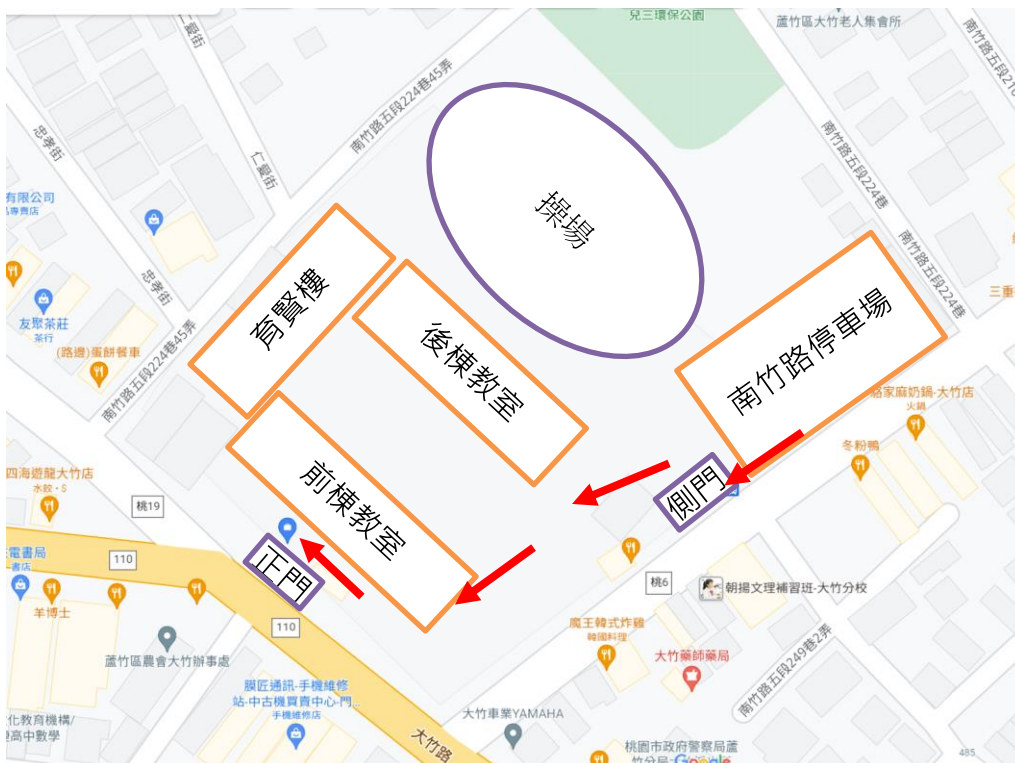 仁愛街
兒三環保公園
蘆竹區大竹老人集會所
忠孝街
仁愛街
南竹路五段224巷45弄
南竹路五段224巷
南竹路五段224巷
有限公司
操場
三重
忠孝街
友聚茶莊
茶行
(路邊)蛋餅餐車
南竹路五段224巷45弄
育賢樓
後棟教室
南竹路停車場
駱家麻奶鍋-大竹店
火鍋
冬粉鴨
四海遊龍大竹店
水餃・$
桃19
前棟教室
側門
電書局
書店
110
正門
羊博士
110
桃6
朝揚文理補習班-大竹分校
魔王韓式炸雞
韓國料理
大竹藥師藥局
蘆竹區農會大竹辦事處
南竹路五段249巷2弄
膜匠通訊-手機維修
站-中古機買賣中心-門...
手機維修店
化教育機構/
高中數學
大竹車業YAMAHA
大竹路
桃園市政府警察局蘆
485
Google